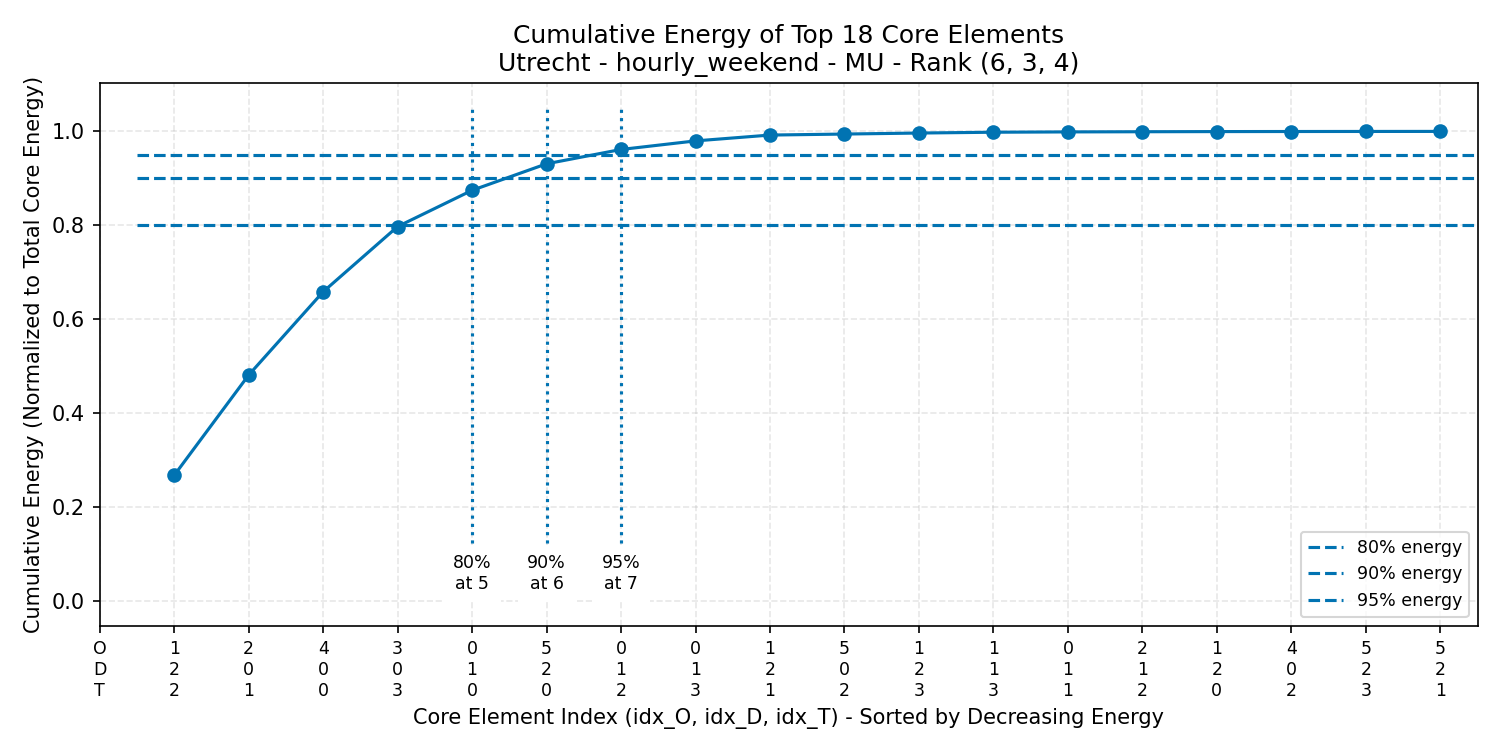 Cumulative Energy of Top 18 Core Elements
Utrecht - hourly_weekend - MU - Rank (6, 3, 4)
Cumulative Energy (Normalized to Total Core Energy)
1.0
0.8
0.6
0.4
0.2
0.0
80% 90% 95%
at 5 at 6 at 7
80% energy
90% energy
95% energy
O 1 2 4 3 0 5 0 0 1 5 1 1 0 2 1 4 5 5
D 2 0 0 0 1 2 1 1 2 0 2 1 1 1 2 0 2 2
T 2 1 0 3 0 0 2 3 1 2 3 3 1 2 0 2 3 1
Core Element Index (idx_O, idx_D, idx_T) - Sorted by Decreasing Energy